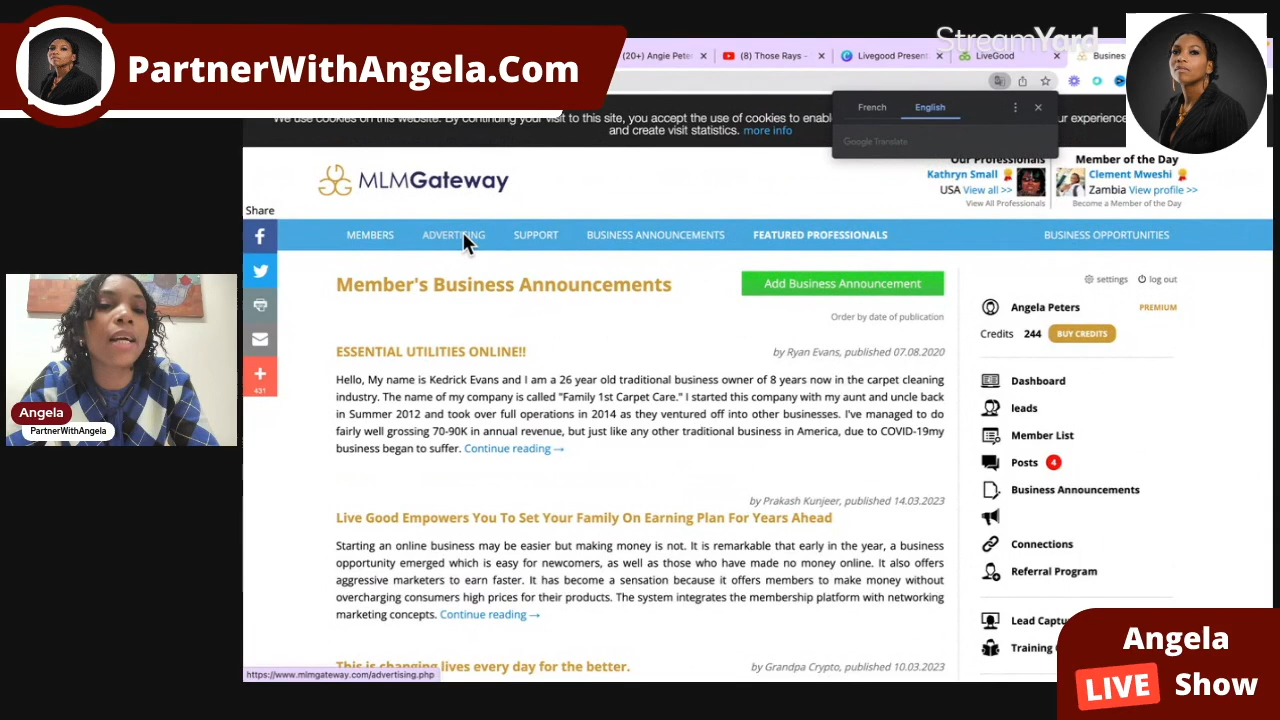 PartnerWithAngela.Com
StreamYard
(20+) Angie Peter
(8) Those Rays -
Livegood Present
LiveGood
Busines
We use cookies on this website. By continuing your visit to this site, you accept the use of cookies to enable
and create visit statistics. more info
French
English
Google Translate
Our Professionals
Kathryn Small
USA View all >>
View All Professionals
Member of the Day
Clement Mweshi
Zambia View profile >>
Become a Member of the Day
MLMGateway
Share
MEMBERS
ADVERTISING
SUPPORT
BUSINESS ANNOUNCEMENTS
FEATURED PROFESSIONALS
BUSINESS OPPORTUNITIES
431
Member's Business Announcements
Add Business Announcement
Order by date of publication
ESSENTIAL UTILITIES ONLINE!!
by Ryan Evans, published 07.08.2020
Hello, My name is Kedrick Evans and I am a 26 year old traditional business owner of 8 years now in the carpet cleaning
industry. The name of my company is called "Family 1st Carpet Care." I started this company with my aunt and uncle back
in Summer 2012 and took over full operations in 2014 as they ventured off into other businesses. I've managed to do
fairly well grossing 70-90K in annual revenue, but just like any other traditional business in America, due to COVID-19my
business began to suffer. Continue reading →
by Prakash Kunjeer, published 14.03.2023
Live Good Empowers You To Set Your Family On Earning Plan For Years Ahead
Starting an online business may be easier but making money is not. It is remarkable that early in the year, a business
opportunity emerged which is easy for newcomers, as well as those who have made no money online. It also offers
aggressive marketers to earn faster. It has become a sensation because it offers members to make money without
overcharging consumers high prices for their products. The system integrates the membership platform with networking
marketing concepts. Continue reading →
This is changing lives every day for the better.
by Grandpa Crypto, published 10.03.2023
https://www.mlmgateway.com/advertising.php
settings
log out
Angela Peters
PREMIUM
Credits 244
BUY CREDITS
Dashboard
leads
Member List
Posts 4
Business Announcements
Connections
Referral Program
Lead Captu
Training
Angela
PartnerWithAngela
Angela
LIVE Show